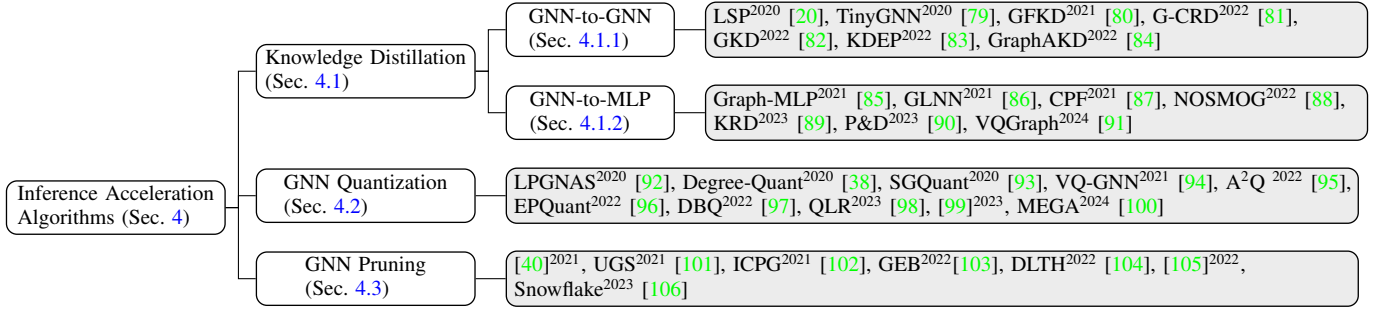 GNN-to-GNN
(Sec. 4.1.1)
LSP2020 [20], TinyGNN2020 [79], GFKD2021 [80], G-CRD2022 [81],
GKD2022 [82], KDEP2022 [83], GraphAKD2022 [84]
Knowledge Distillation
(Sec. 4.1)
GNN-to-MLP
(Sec. 4.1.2)
Graph-MLP2021 [85], GLNN2021 [86], CPF2021 [87], NOSMOG2022 [88],
KRD2023 [89], P&D2023 [90], VQGraph2024 [91]
Inference Acceleration
Algorithms (Sec. 4)
GNN Quantization
(Sec. 4.2)
LPGNAS2020 [92], Degree-Quant2020 [38], SGQuant2020 [93], VQ-GNN2021 [94], A2Q 2022 [95],
EPQuant2022 [96], DBQ2022 [97], QLR2023 [98], [99]2023, MEGA2024 [100]
GNN Pruning
(Sec. 4.3)
[40]2021, UGS2021 [101], ICPG2021 [102], GEB2022[103], DLTH2022 [104], [105]2022,
Snowflake2023 [106]